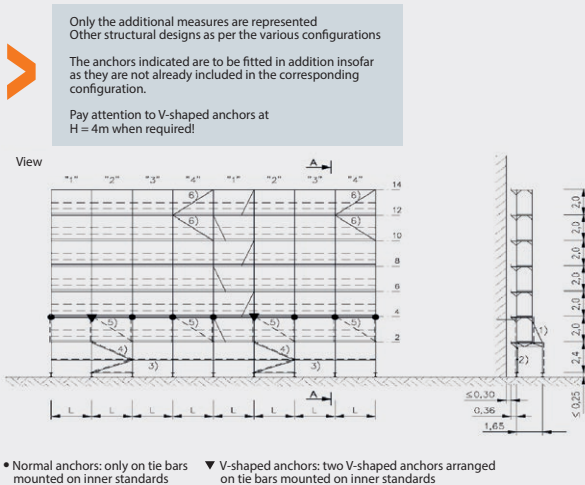 Only the additional measures are represented
Other structural designs as per the various configurations
The anchors indicated are to be fitted in addition insofar
as they are not already included in the corresponding
configuration.
Pay attention to V-shaped anchors at
H = 4m when required!
View
A
"1" "2" "3" "4" "1" "2" "3" "4"
14
6) 6)
12
6) 6)
10
8
6
4
5) 5) 5) 5)
2
4) 4)
3) 3)
A
L L L L L L L L
2,0
2,0
2,0
2,0
2,0
2,0
1)
2)
2,4
≤0,25
≤0,30
0,36
1,65
• Normal anchors: only on tie bars
mounted on inner standards
▼ V-shaped anchors: two V-shaped anchors arranged
on tie bars mounted on inner standards